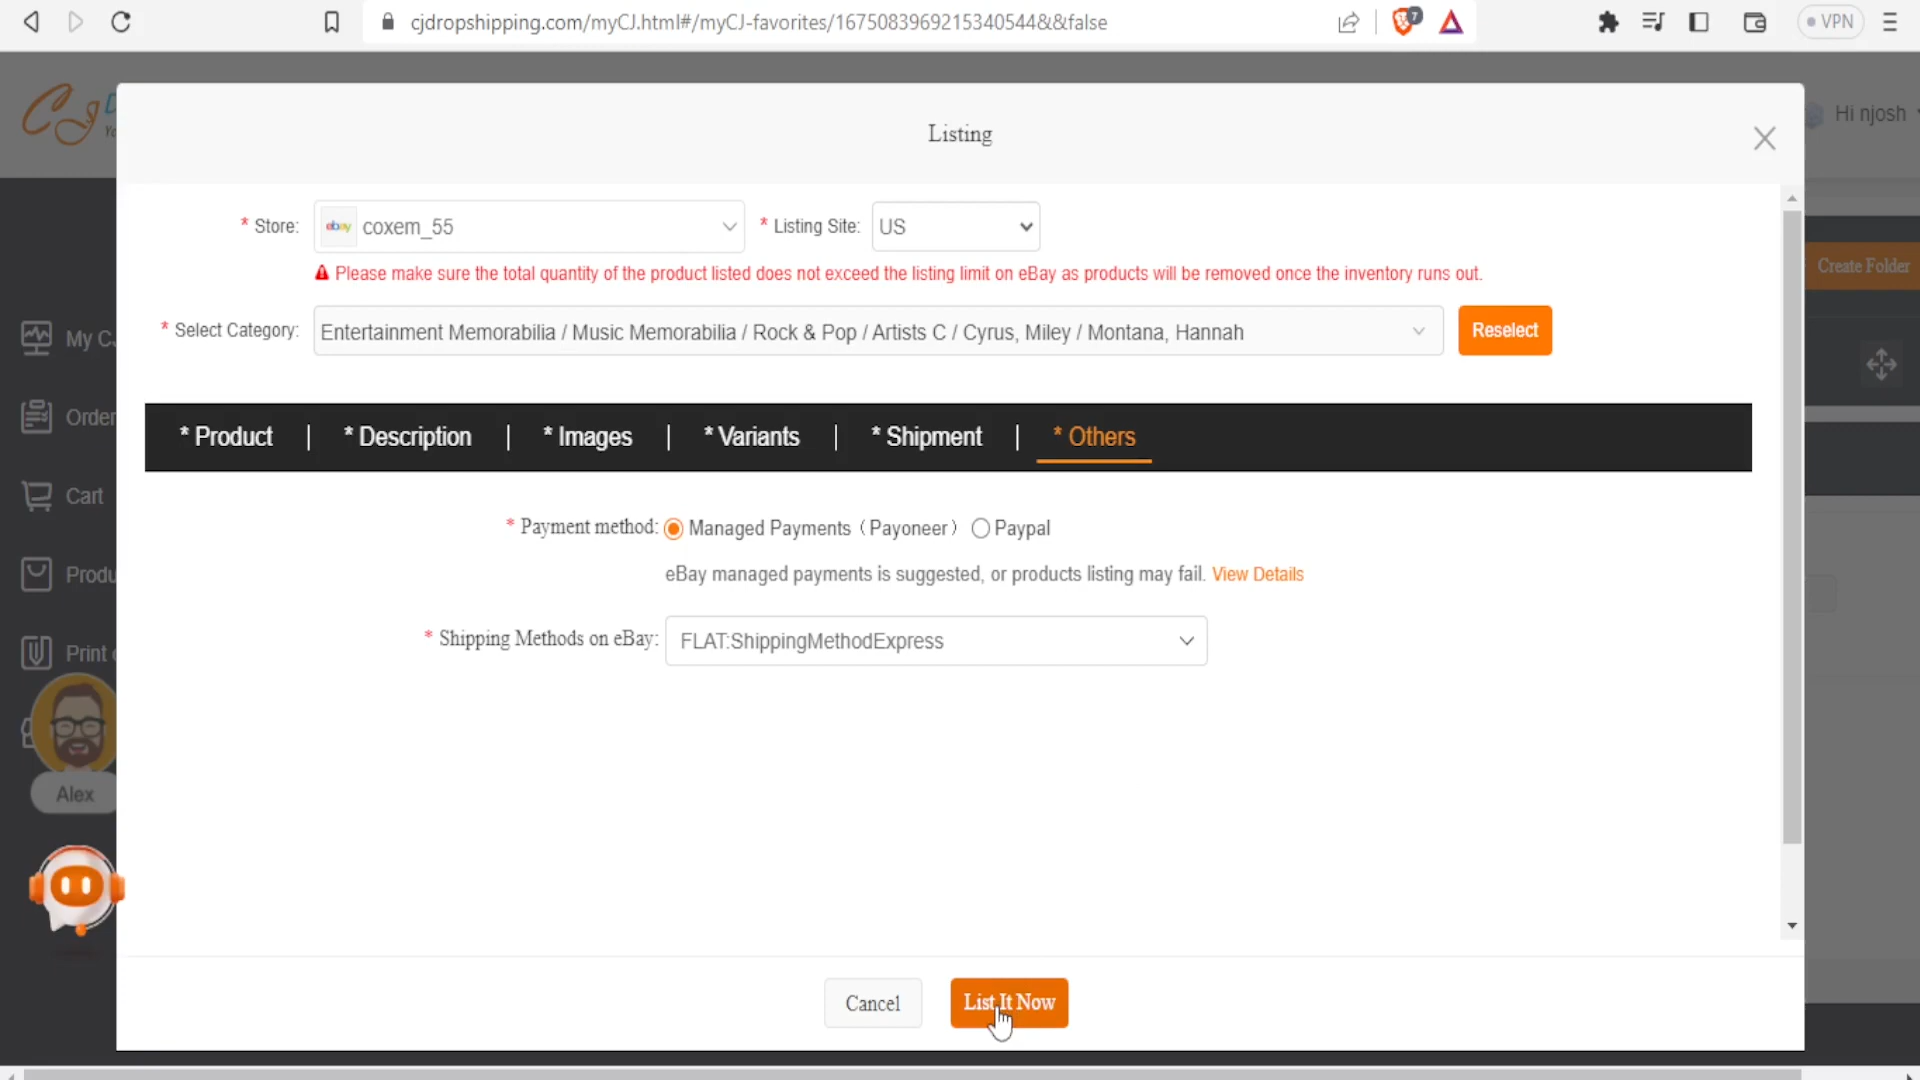 cjdropshipping.com/myCJ.html#/myCJ-favorites/1675083969215340544&&false
7
VPN
CJ
Hi njosh
Listing
* Store: ebay coxem_55
* Listing Site: US
Please make sure the total quantity of the product listed does not exceed the listing limit on eBay as products will be removed once the inventory runs out.
Create Folder
* Select Category: Entertainment Memorabilia / Music Memorabilia / Rock & Pop / Artists C / Cyrus, Miley / Montana, Hannah
Reselect
My C
Order
Cart
Produ
Print
Alex
* Product | * Description | * Images | * Variants | * Shipment | * Others
* Payment method: Managed Payments（Payoneer） Paypal
eBay managed payments is suggested, or products listing may fail. View Details
* Shipping Methods on eBay: FLAT:ShippingMethodExpress
Cancel
List It Now